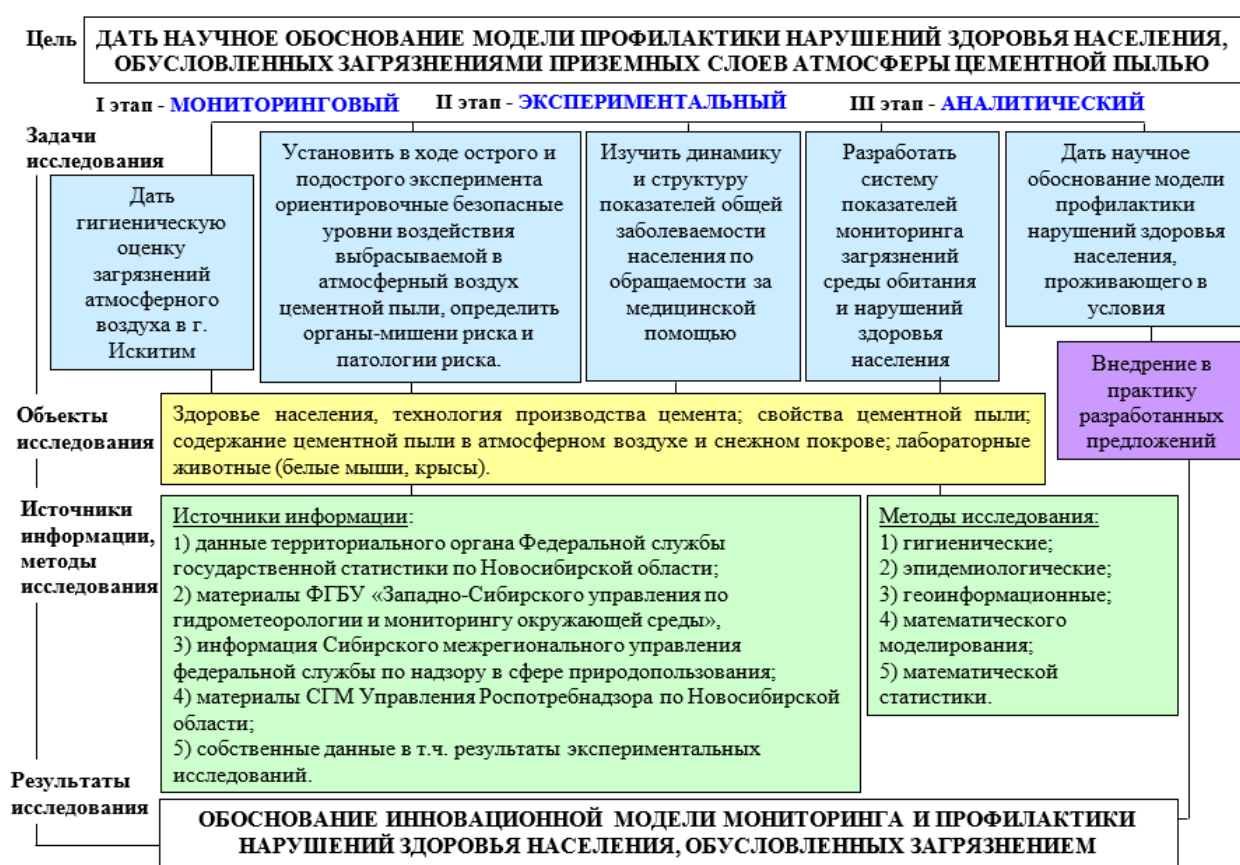 Цель
ДАТЬ НАУЧНОЕ ОБОСНОВАНИЕ МОДЕЛИ ПРОФИЛАКТИКИ НАРУШЕНИЙ ЗДОРОВЬЯ НАСЕЛЕНИЯ,
ОБУСЛОВЛЕННЫХ ЗАГРЯЗНЕНИЯМИ ПРИЗЕМНЫХ СЛОЕВ АТМОСФЕРЫ ЦЕМЕНТНОЙ ПЫЛЬЮ
I этап - МОНИТОРИНГОВЫЙ
II этап - ЭКСПЕРИМЕНТАЛЬНЫЙ
III этап - АНАЛИТИЧЕСКИЙ
Задачи
исследования
Дать
гигиеническую
оценку
загрязнений
атмосферного
воздуха в г.
Искитим
Установить в ходе острого и
подострого эксперимента
ориентировочные безопасные
уровни воздействия
выбрасываемой в
атмосферный воздух
цементной пыли, определить
органы-мишени риска и
патологии риска.
Изучить динамику
и структуру
показателей общей
заболеваемости
населения по
обращаемости за
медицинской
помощью
Разработать
систему
показателей
мониторинга
загрязнений
среды обитания
и нарушений
здоровья
населения
Дать научное
обоснование модели
профилактики
нарушений здоровья
населения,
проживающего в
условия
Внедрение в
практику
разработанных
предложений
Объекты
исследования
Здоровье населения, технология производства цемента; свойства цементной пыли;
содержание цементной пыли в атмосферном воздухе и снежном покрове; лабораторные
животные (белые мыши, крысы).
Источники
информации,
методы
исследования
Источники информации:
1) данные территориального органа Федеральной службы
государственной статистики по Новосибирской области;
2) материалы ФГБУ «Западно-Сибирского управления по
гидрометеорологии и мониторингу окружающей среды»,
3) информация Сибирского межрегионального управления
федеральной службы по надзору в сфере природопользования;
4) материалы СГМ Управления Роспотребнадзора по Новосибирской
области;
5) собственные данные в т.ч. результаты экспериментальных
исследований.
Методы исследования:
1) гигиенические;
2) эпидемиологические;
3) геоинформационные;
4) математического
моделирования;
5) математической
статистики.
Результаты
исследования
ОБОСНОВАНИЕ ИННОВАЦИОННОЙ МОДЕЛИ МОНИТОРИНГА И ПРОФИЛАКТИКИ
НАРУШЕНИЙ ЗДОРОВЬЯ НАСЕЛЕНИЯ, ОБУСЛОВЛЕННЫХ ЗАГРЯЗНЕНИЕМ